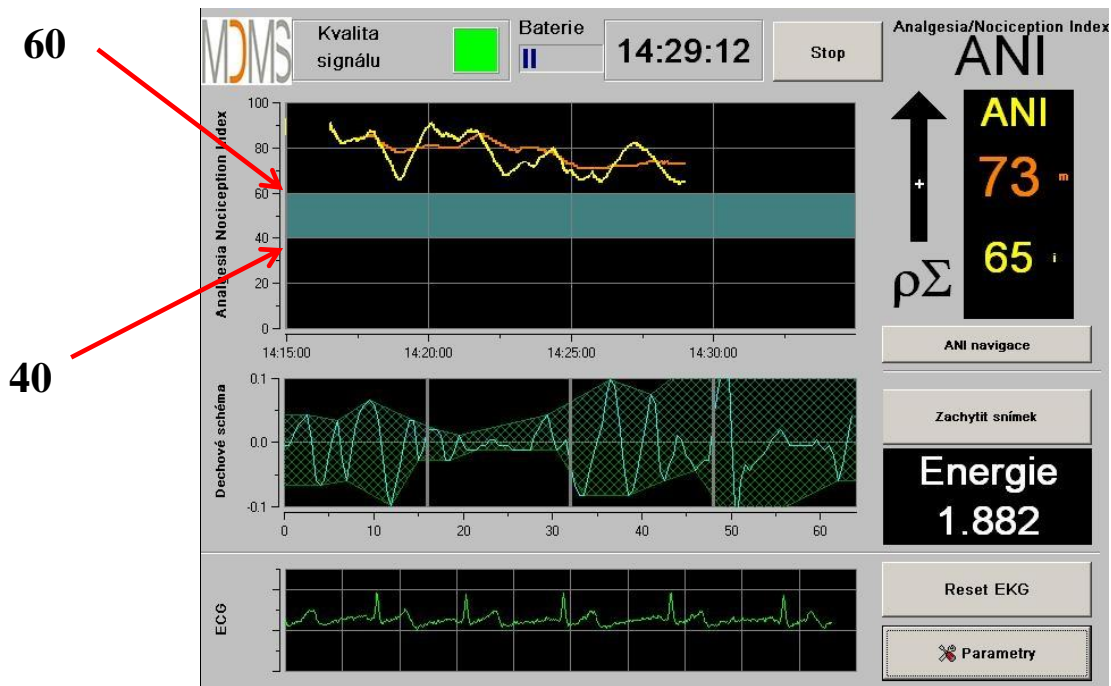 60
40
MDMS
Kvalita
signálu
Baterie
14:29:12
Stop
Analgesia/Nociception Index
ANI
Analgesia Nociception Index
100
80
60
40
20
0
14:15:00 14:20:00 14:25:00 14:30:00
+
ρΣ
ANI
73 m
65 i
ANI navigace
Dechové schéma
0.1
0.0
-0.1
0 10 20 30 40 50 60
Zachytit snímek
Energie
1.882
ECG
Reset EKG
Parametry